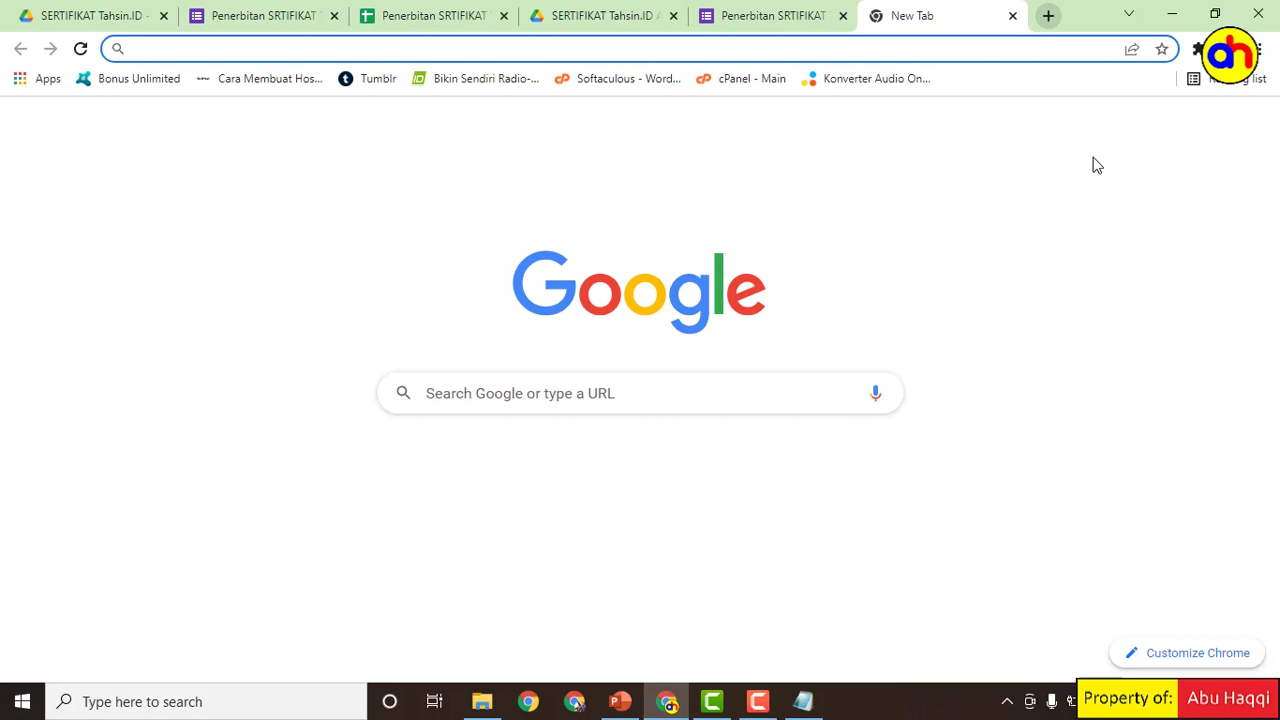 SERTIFIKAT Tahsin.ID -
Penerbitan SRTIFIKAT
Penerbitan SRTIFIKAT
SERTIFIKAT Tahsin.ID
Penerbitan SRTIFIKAT
New Tab
Apps
Bonus Unlimited
Cara Membuat Hos...
Tumblr
Bikin Sendiri Radio-...
Softaculous - Word...
cPanel - Main
Konverter Audio On...
list
ah
Google
Search Google or type a URL
Customize Chrome
Type here to search
Property of:
Abu Haqqi